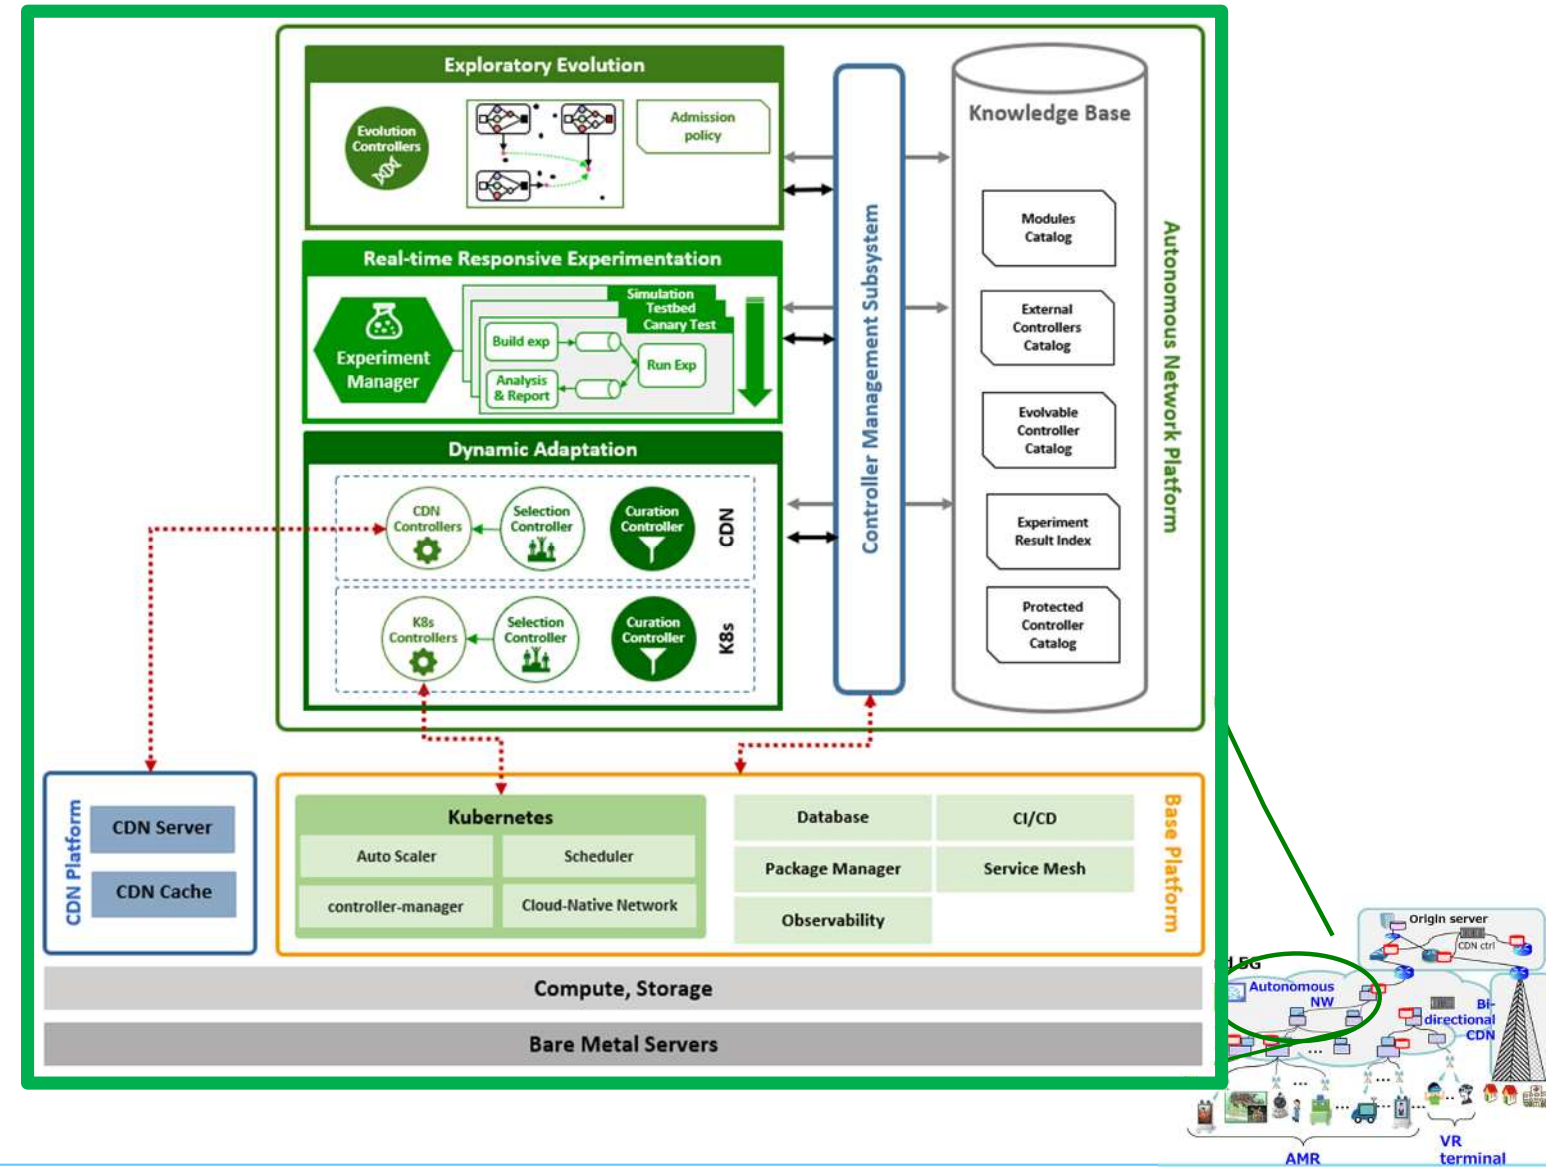 Exploratory Evolution
Evolution
Controllers
Admission
policy
Real-time Responsive Experimentation
Experiment
Manager
Simulation
Testbed
Canary Test
Build exp
Run Exp
Analysis
& Report
Dynamic Adaptation
CDN
Controllers
Selection
Controller
Curation
Controller
CDN
K8s
Controllers
Selection
Controller
Curation
Controller
K8s
Controller Management Subsystem
Knowledge Base
Modules
Catalog
External
Controllers
Catalog
Evolvable
Controller
Catalog
Experiment
Result Index
Protected
Controller
Catalog
Autonomous Network Platform
CDN Platform
CDN Server
CDN Cache
Kubernetes
Auto Scaler
Scheduler
controller-manager
Cloud-Native Network
Database
CI/CD
Package Manager
Service Mesh
Observability
Base Platform
Compute, Storage
Bare Metal Servers
Origin server
CDN ctrl
d 5G
Autonomous
NW
Bi-
directional
CDN
...
...
...
...
...
...
AMR
VR
terminal